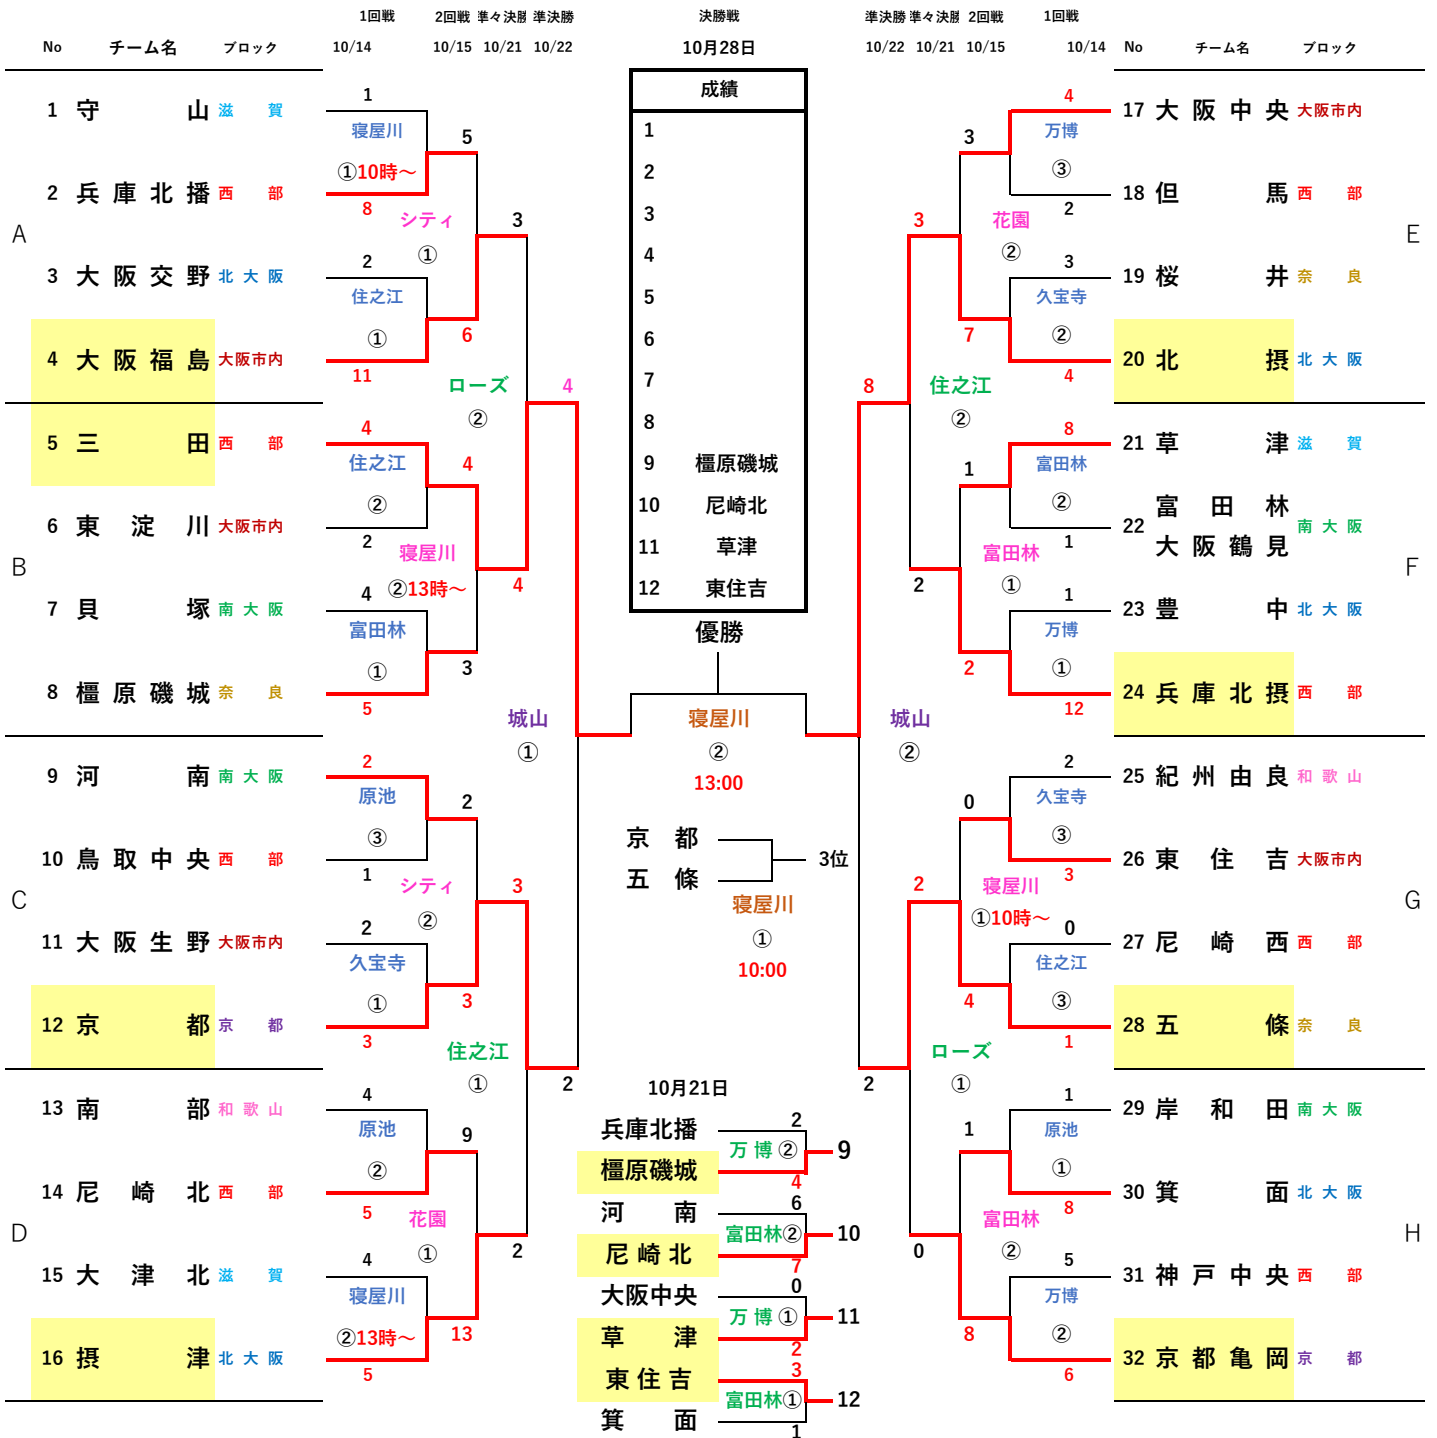 1回戦 2回戦 準々決勝 準決勝 決勝戦 準決勝 準々決勝 2回戦 1回戦
No チーム名 ブロック 10/14 10/15 10/21 10/22 10月28日 10/22 10/21 10/15 10/14 No チーム名 ブロック
A
1 守山 滋賀 1
寝屋川
①10時～
2 兵庫北播 西部 8
5
シティ
①
3 大阪交野 北大阪 2
住之江
①
4 大阪福島 大阪市内 11
6
3
ローズ
②
B
5 三田 西部 4
住之江
②
6 東淀川 大阪市内 2
4
寝屋川
②13時～
7 貝塚 南大阪 4
富田林
①
8 橿原磯城 奈良 5
3
4
4
城山
①
C
9 河南 南大阪 2
原池
③
10 鳥取中央 西部 1
2
シティ
②
11 大阪生野 大阪市内 2
久宝寺
①
12 京都 京都 3
3
3
住之江
①
D
13 南部 和歌山 4
原池
②
14 尼崎北 西部 5
9
花園
①
15 大津北 滋賀 4
寝屋川
②13時～
16 摂津 北大阪 5
13
2
2
成績
1
2
3
4
5
6
7
8
9 橿原磯城
10 尼崎北
11 草津
12 東住吉
優勝
寝屋川
②
13:00
京都
五條
3位
寝屋川
①
10:00
10月21日
兵庫北播 2
万博② 9
橿原磯城 4
河南 6
富田林② 10
尼崎北 7
大阪中央 0
万博① 11
草津 2
東住吉 3
富田林① 12
箕面 1
E
4 17 大阪中央 大阪市内
万博
③
2 18 但馬 西部
3
花園
②
3 19 桜井 奈良
久宝寺
②
4 20 北摂 北大阪
7
3
住之江
②
F
8 21 草津 滋賀
富田林
②
1 22 富田林 大阪鶴見 南大阪
1
富田林
①
1 23 豊中 北大阪
万博
①
12 24 兵庫北摂 西部
2
2
8
城山
②
G
2 25 紀州由良 和歌山
久宝寺
③
3 26 東住吉 大阪市内
0
寝屋川
①10時～
0 27 尼崎西 西部
住之江
③
1 28 五條 奈良
4
2
ローズ
①
H
1 29 岸和田 南大阪
原池
①
8 30 箕面 北大阪
1
富田林
②
5 31 神戸中央 西部
万博
②
6 32 京都亀岡 京都
8
0
2